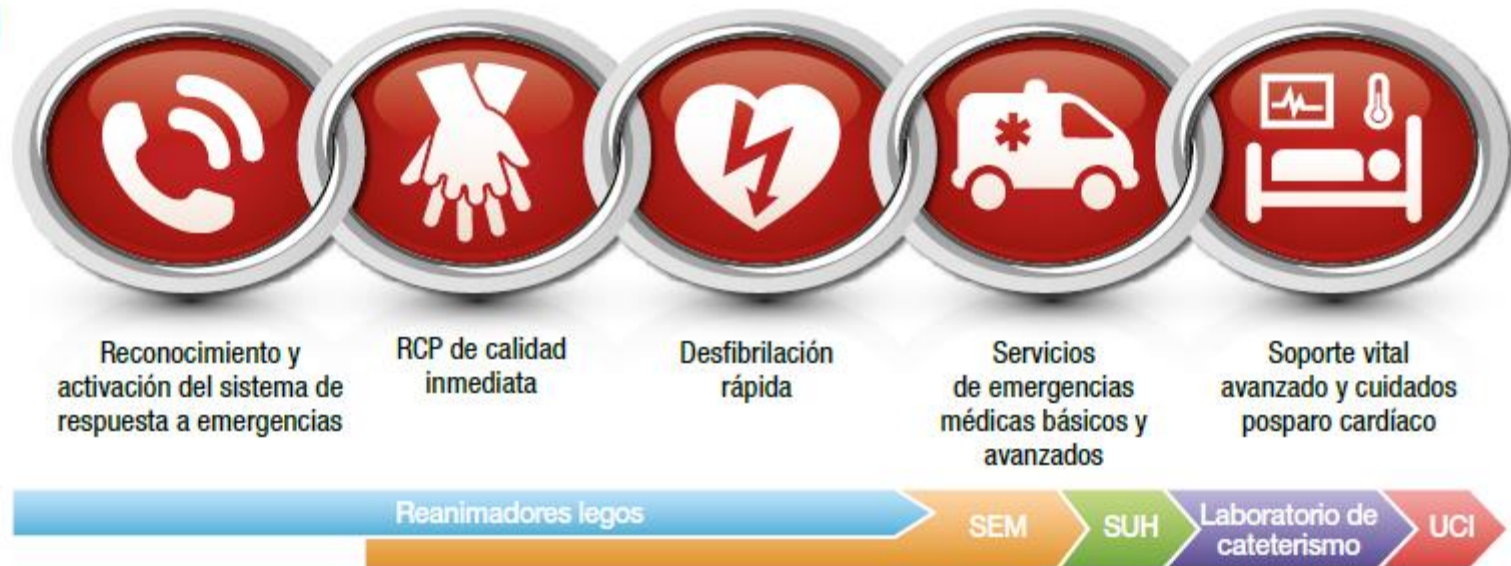 Reconocimiento y
activación del sistema de
respuesta a emergencias
RCP de calidad
inmediata
Desfibrilación
rápida
Servicios
de emergencias
médicas básicos y
avanzados
Soporte vital
avanzado y cuidados
posparo cardíaco
Reanimadores legos
SEM
SUH
Laboratorio de
cateterismo
UCI